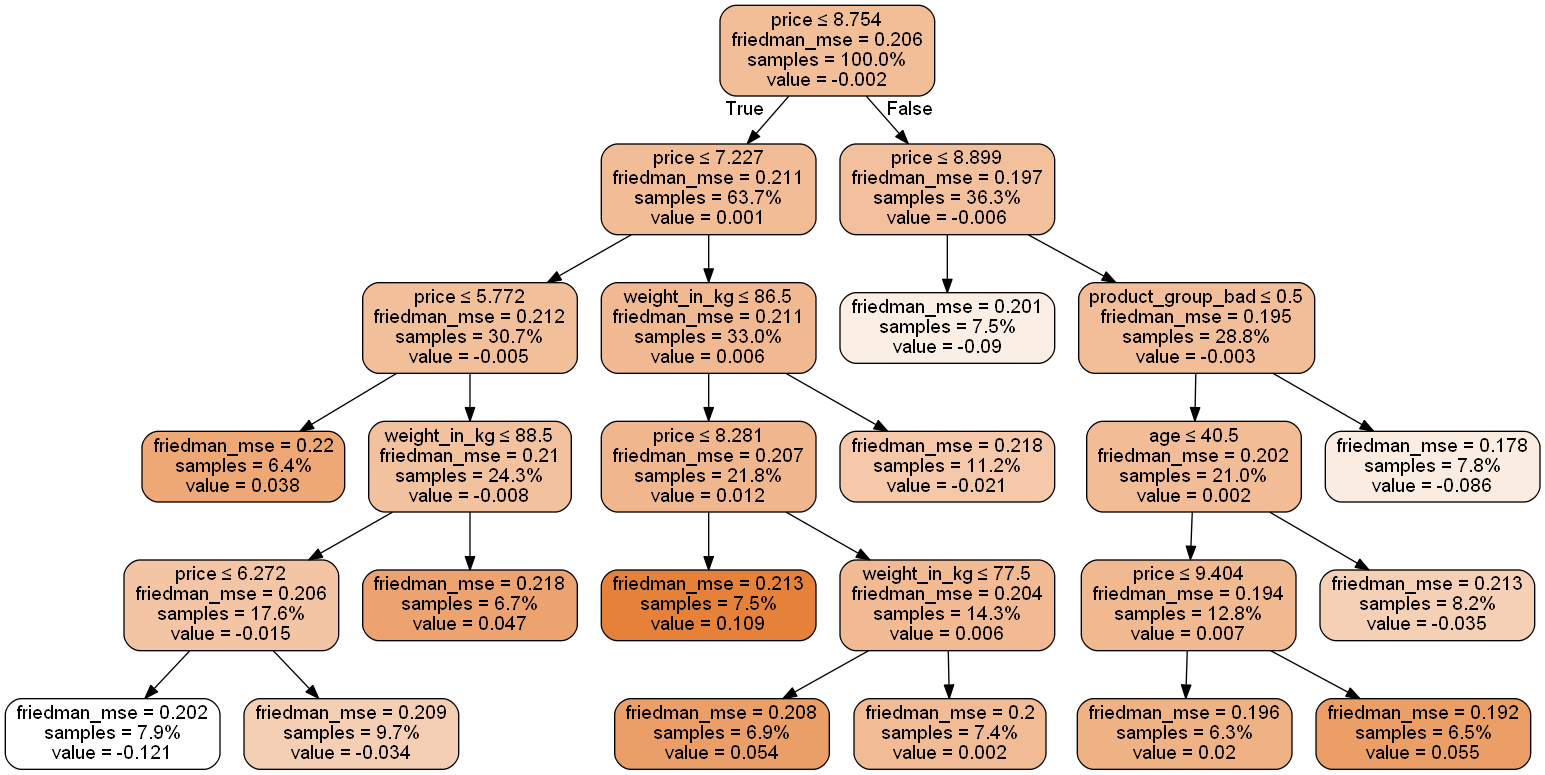 price ≤ 8.754
friedman_mse = 0.206
samples = 100.0%
value = -0.002
True
False
price ≤ 7.227
friedman_mse = 0.211
samples = 63.7%
value = 0.001
price ≤ 8.899
friedman_mse = 0.197
samples = 36.3%
value = -0.006
price ≤ 5.772
friedman_mse = 0.212
samples = 30.7%
value = -0.005
weight_in_kg ≤ 86.5
friedman_mse = 0.211
samples = 33.0%
value = 0.006
friedman_mse = 0.201
samples = 7.5%
value = -0.09
product_group_bad ≤ 0.5
friedman_mse = 0.195
samples = 28.8%
value = -0.003
friedman_mse = 0.22
samples = 6.4%
value = 0.038
weight_in_kg ≤ 88.5
friedman_mse = 0.21
samples = 24.3%
value = -0.008
price ≤ 8.281
friedman_mse = 0.207
samples = 21.8%
value = 0.012
friedman_mse = 0.218
samples = 11.2%
value = -0.021
age ≤ 40.5
friedman_mse = 0.202
samples = 21.0%
value = 0.002
friedman_mse = 0.178
samples = 7.8%
value = -0.086
price ≤ 6.272
friedman_mse = 0.206
samples = 17.6%
value = -0.015
friedman_mse = 0.218
samples = 6.7%
value = 0.047
friedman_mse = 0.213
samples = 7.5%
value = 0.109
weight_in_kg ≤ 77.5
friedman_mse = 0.204
samples = 14.3%
value = 0.006
price ≤ 9.404
friedman_mse = 0.194
samples = 12.8%
value = 0.007
friedman_mse = 0.213
samples = 8.2%
value = -0.035
friedman_mse = 0.202
samples = 7.9%
value = -0.121
friedman_mse = 0.209
samples = 9.7%
value = -0.034
friedman_mse = 0.208
samples = 6.9%
value = 0.054
friedman_mse = 0.2
samples = 7.4%
value = 0.002
friedman_mse = 0.196
samples = 6.3%
value = 0.02
friedman_mse = 0.192
samples = 6.5%
value = 0.055